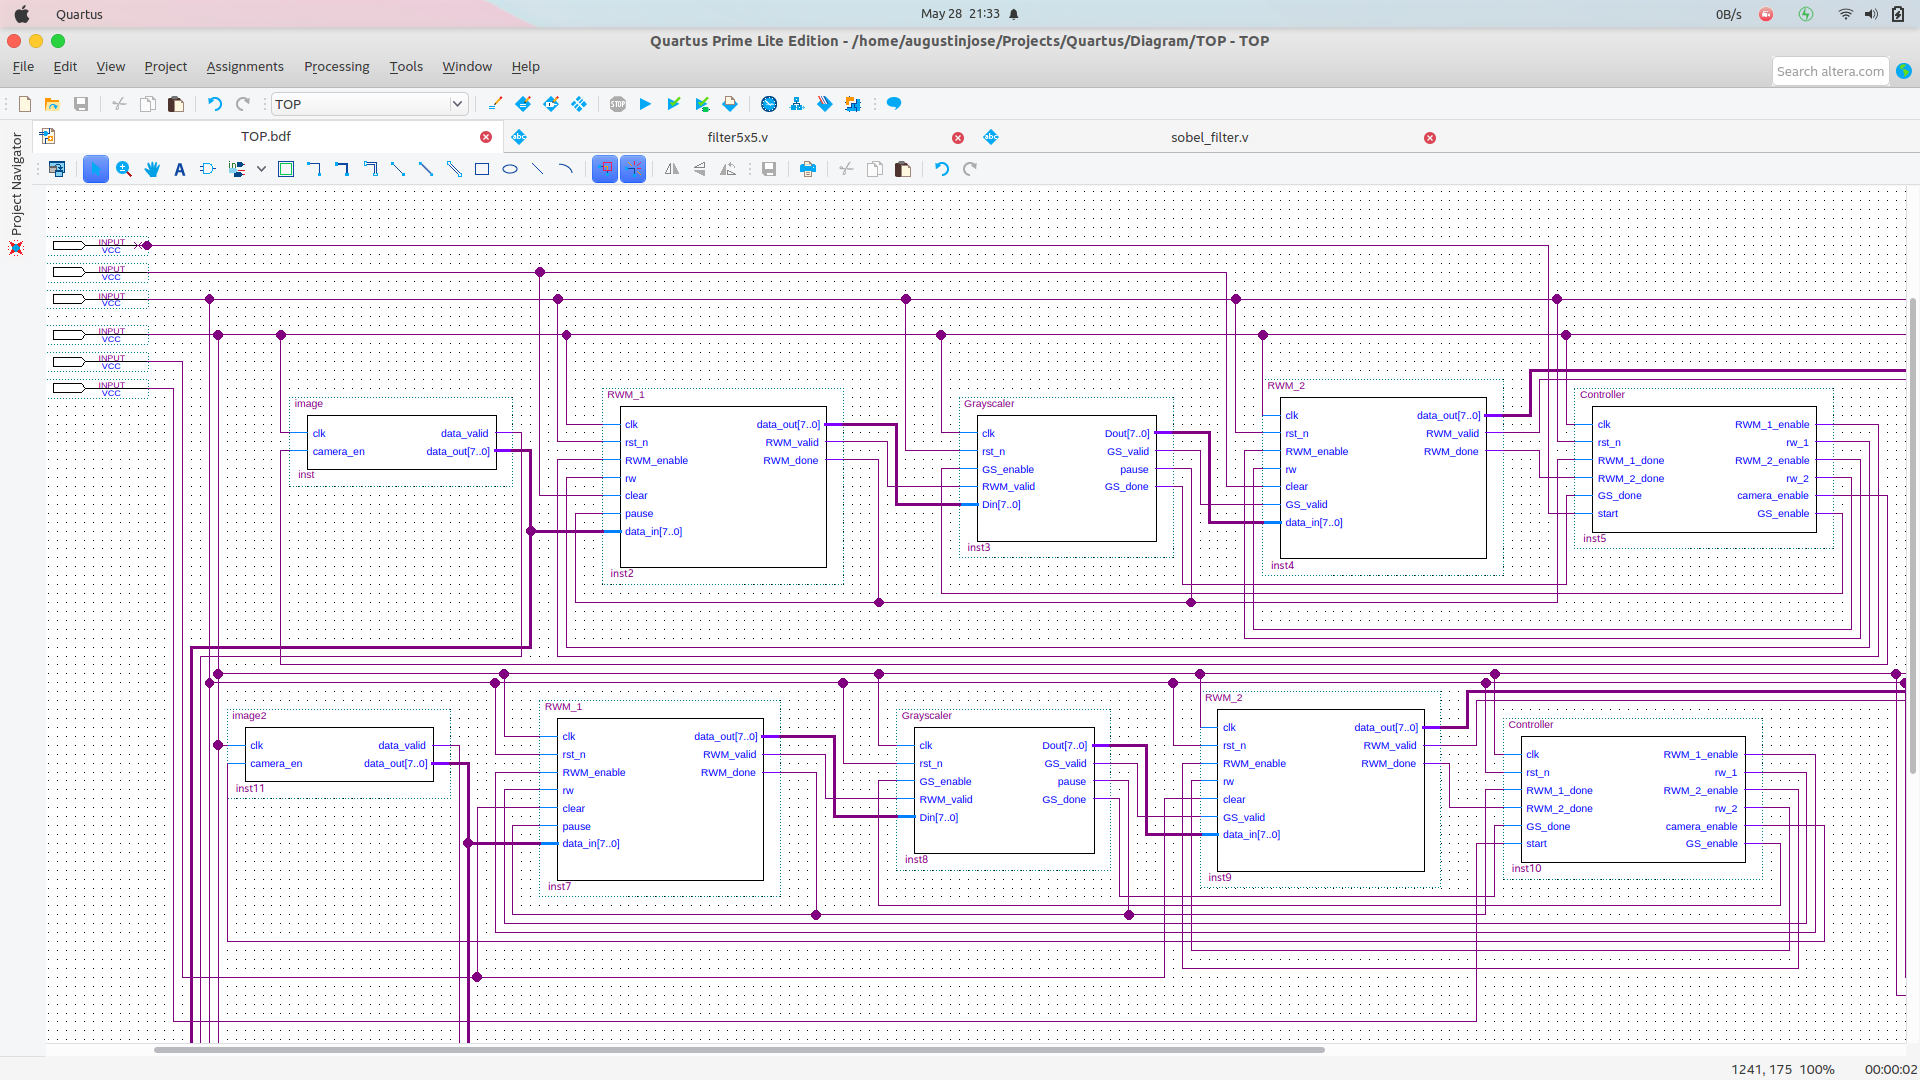 Quartus
May 28 21:33
0B/s
Quartus Prime Lite Edition - /home/augustinjose/Projects/Quartus/Diagram/TOP - TOP
File Edit View Project Assignments Processing Tools Window Help
Search altera.com
TOP
STOP
Project Navigator
TOP.bdf
abc
filter5x5.v
abc
sobel_filter.v
A
INPUT
VCC
INPUT
VCC
INPUT
VCC
INPUT
VCC
INPUT
VCC
INPUT
VCC
image
clk data_valid
camera_en data_out[7..0]
inst
RWM_1
clk data_out[7..0]
rst_n RWM_valid
RWM_enable RWM_done
rw
clear
pause
data_in[7..0]
inst2
Grayscaler
clk Dout[7..0]
rst_n GS_valid
GS_enable pause
RWM_valid GS_done
Din[7..0]
inst3
RWM_2
clk data_out[7..0]
rst_n RWM_valid
RWM_enable RWM_done
rw
clear
GS_valid
data_in[7..0]
inst4
Controller
clk RWM_1_enable
rst_n rw_1
RWM_1_done RWM_2_enable
RWM_2_done rw_2
GS_done camera_enable
start GS_enable
inst5
image2
clk data_valid
camera_en data_out[7..0]
inst11
RWM_1
clk data_out[7..0]
rst_n RWM_valid
RWM_enable RWM_done
rw
clear
pause
data_in[7..0]
inst7
Grayscaler
clk Dout[7..0]
rst_n GS_valid
GS_enable pause
RWM_valid GS_done
Din[7..0]
inst8
RWM_2
clk data_out[7..0]
rst_n RWM_valid
RWM_enable RWM_done
rw
clear
GS_valid
data_in[7..0]
inst9
Controller
clk RWM_1_enable
rst_n rw_1
RWM_1_done RWM_2_enable
RWM_2_done rw_2
GS_done camera_enable
start GS_enable
inst10
1241, 175 100% 00:00:02